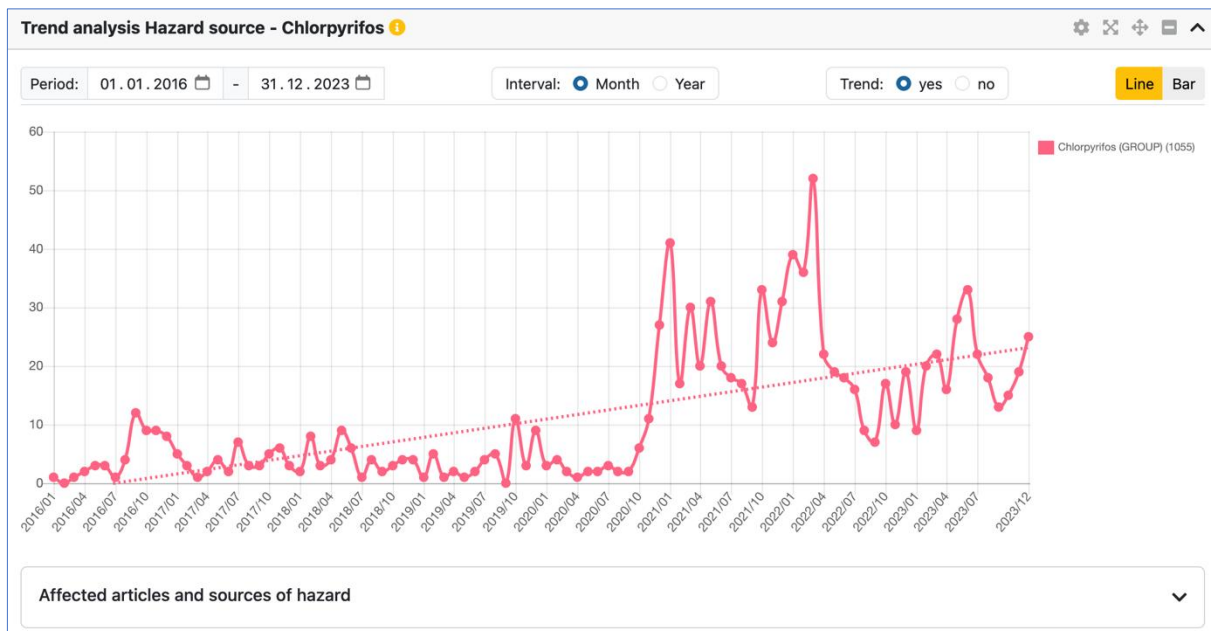 Trend analysis Hazard source - Chlorpyrifos
Period: 01.01.2016 - 31.12.2023 Interval: Month Year Trend: yes no Line Bar
60
Chlorpyrifos (GROUP) (1055)
50
40
30
20
10
0
2016/01 2016/04 2016/07 2016/10 2017/01 2017/04 2017/07 2017/10 2018/01 2018/04 2018/07 2018/10 2019/01 2019/04 2019/07 2019/10 2020/01 2020/04 2020/07 2020/10 2021/01 2021/04 2021/07 2021/10 2022/01 2022/04 2022/07 2022/10 2023/01 2023/04 2023/07 2023/12
Affected articles and sources of hazard